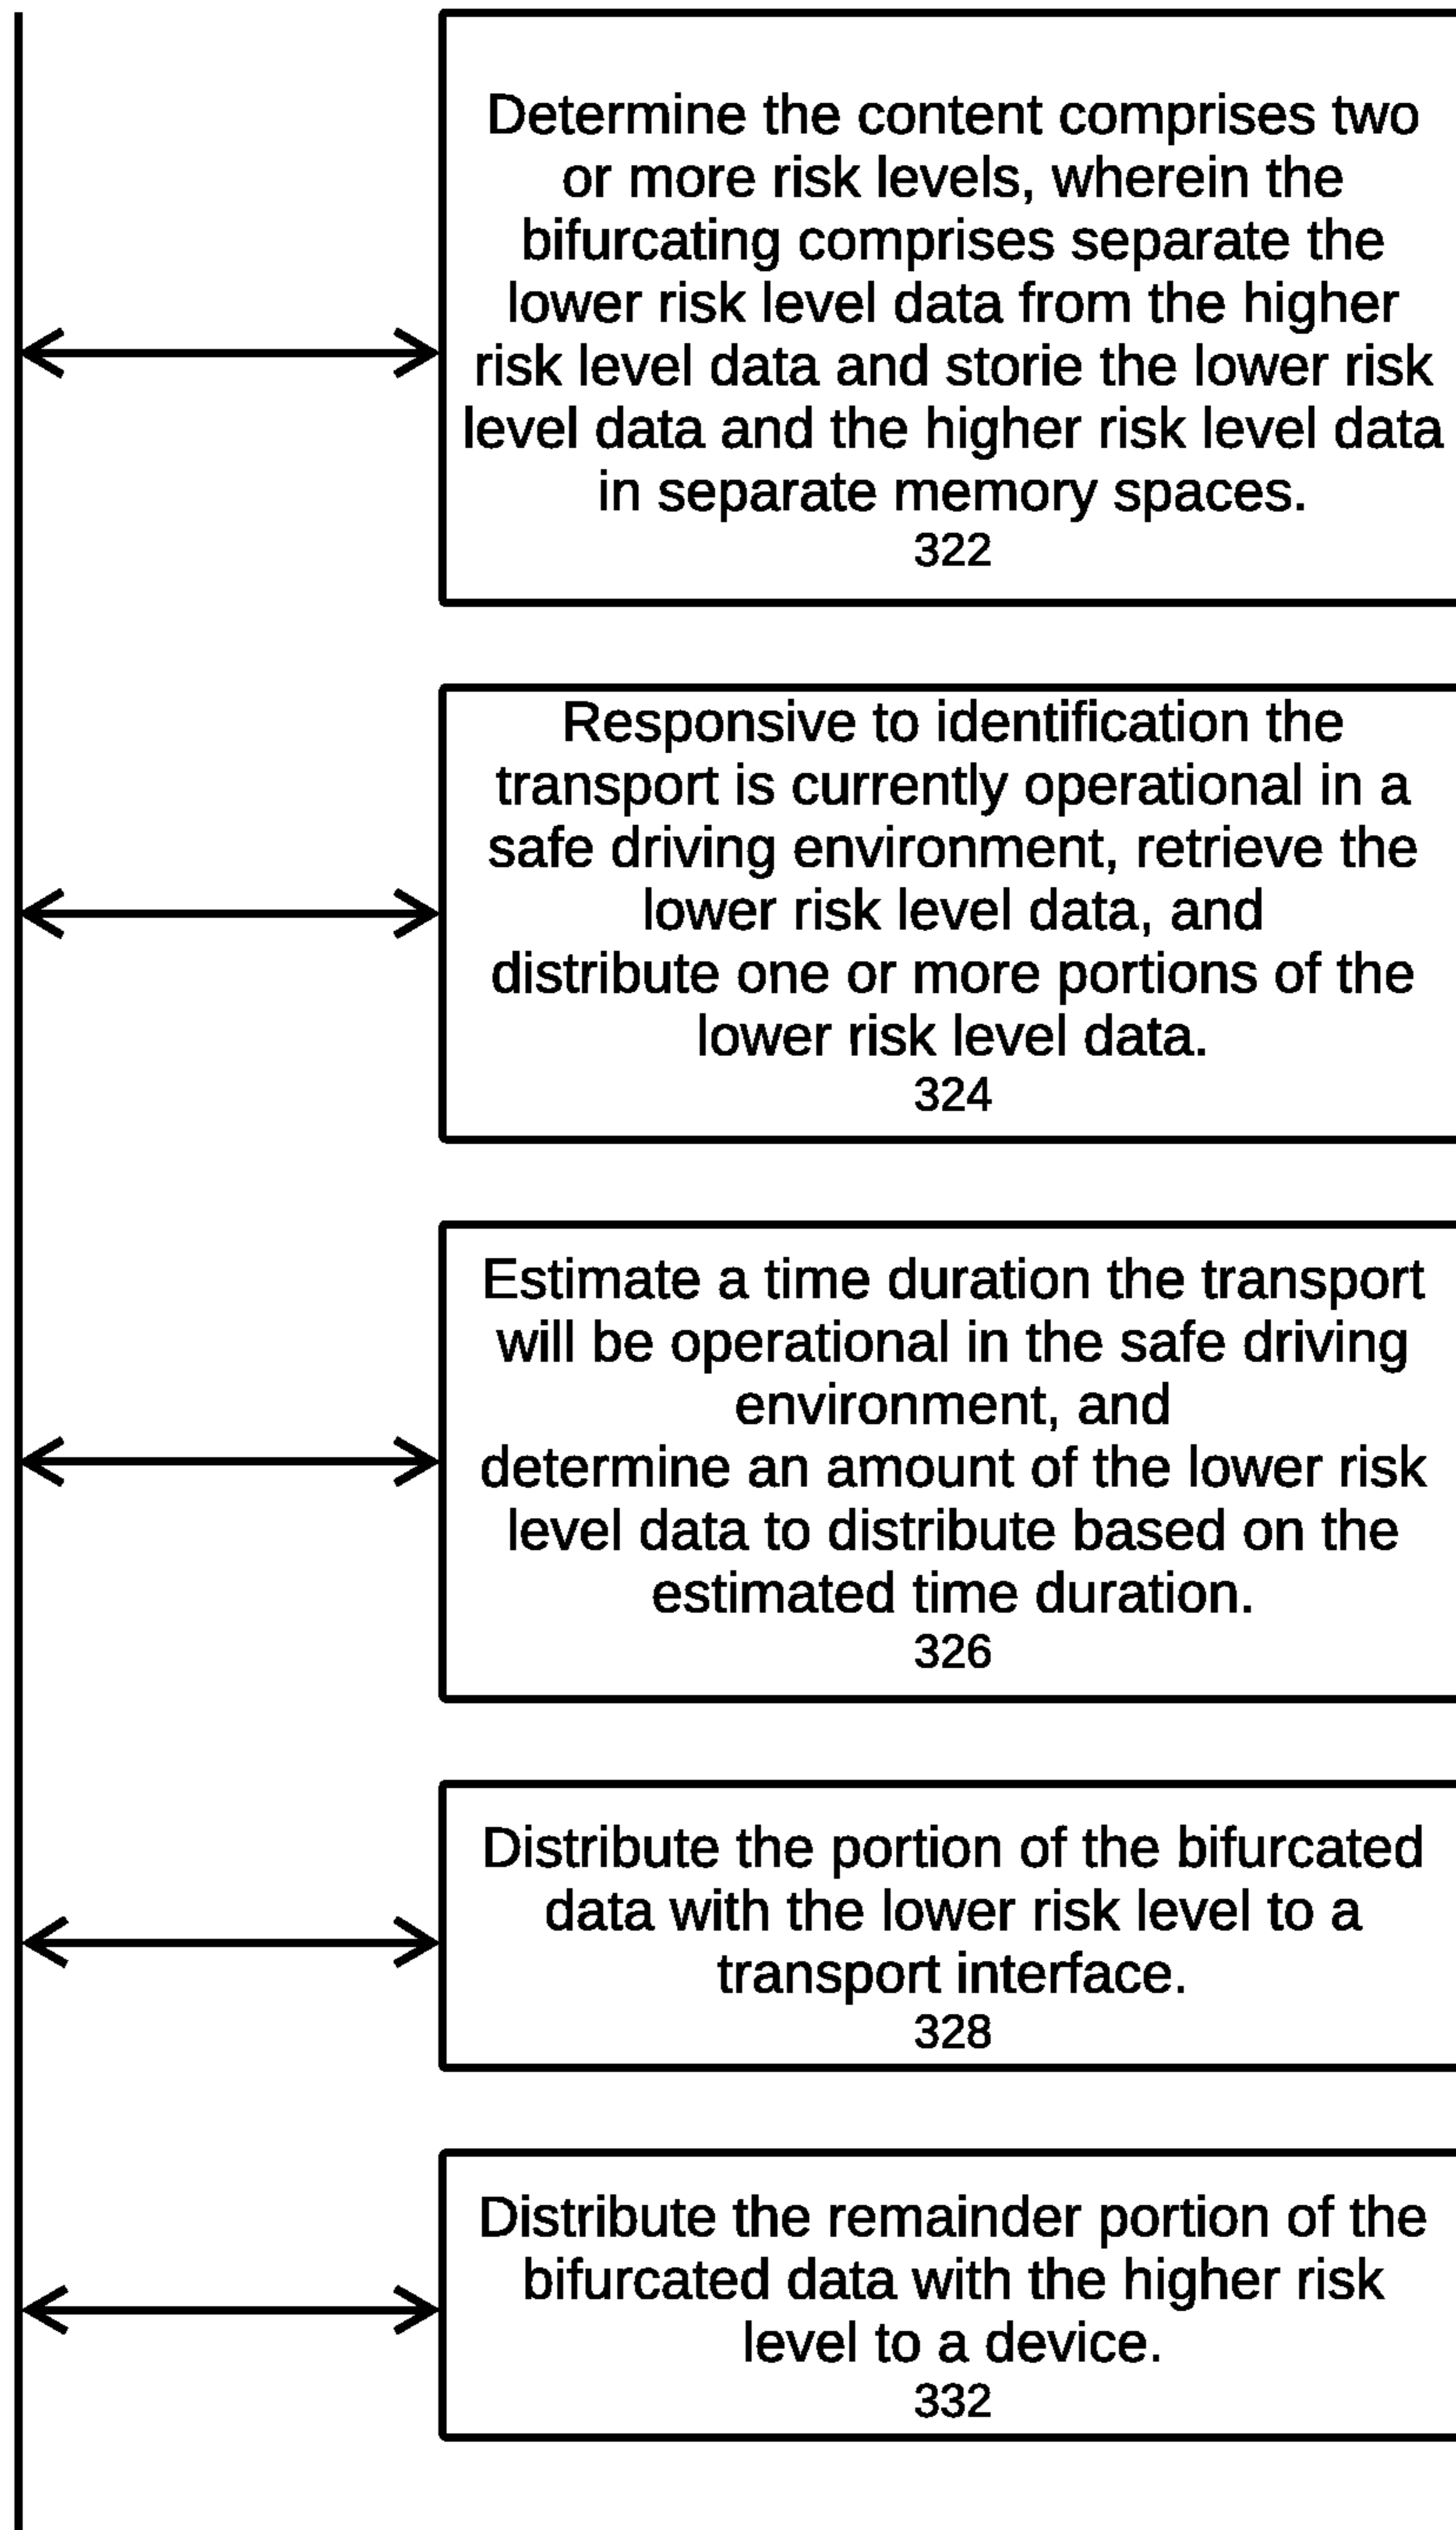 Determine the content comprises two
or more risk levels, wherein the
bifurcating comprises separate the
lower risk level data from the higher
risk level data and storie the lower risk
level data and the higher risk level data
in separate memory spaces.
322
Responsive to identification the
transport is currently operational in a
safe driving environment, retrieve the
lower risk level data, and
distribute one or more portions of the
lower risk level data.
324
Estimate a time duration the transport
will be operational in the safe driving
environment, and
determine an amount of the lower risk
level data to distribute based on the
estimated time duration.
326
Distribute the portion of the bifurcated
data with the lower risk level to a
transport interface.
328
Distribute the remainder portion of the
bifurcated data with the higher risk
level to a device.
332